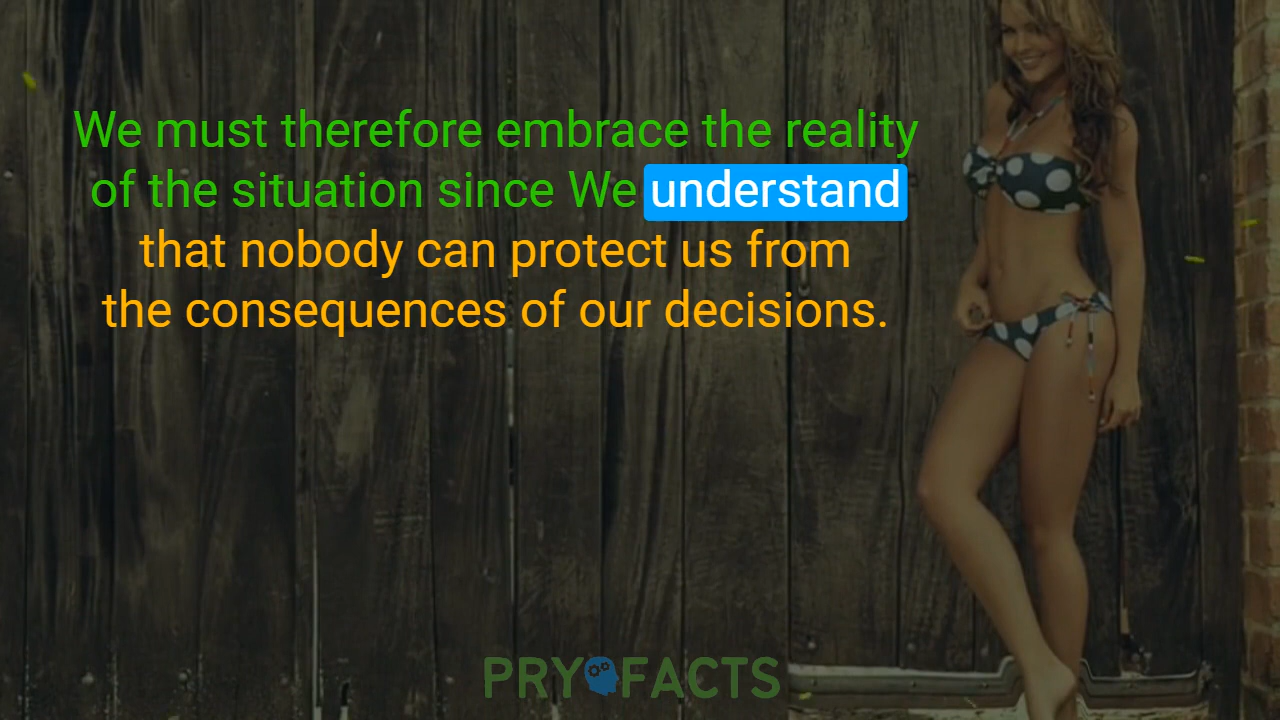 We must therefore embrace the reality
of the situation since We understand
that nobody can protect us from
the consequences of our decisions.
PRYOFACTS